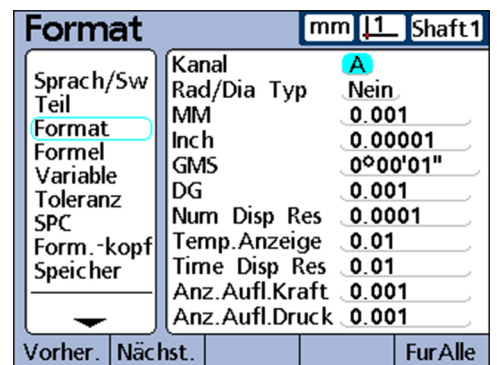 Format mm 1 Shaft1
Sprach/Sw
Teil
Format
Formel
Variable
Toleranz
SPC
Form.-kopf
Speicher
Kanal A
Rad/Dia Typ Nein
MM 0.001
Inch 0.00001
GMS 0°00'01"
DG 0.001
Num Disp Res 0.0001
Temp.Anzeige 0.01
Time Disp Res 0.01
Anz.Aufl.Kraft 0.001
Anz.Aufl.Druck 0.001
Vorher. Nächst. FurAlle